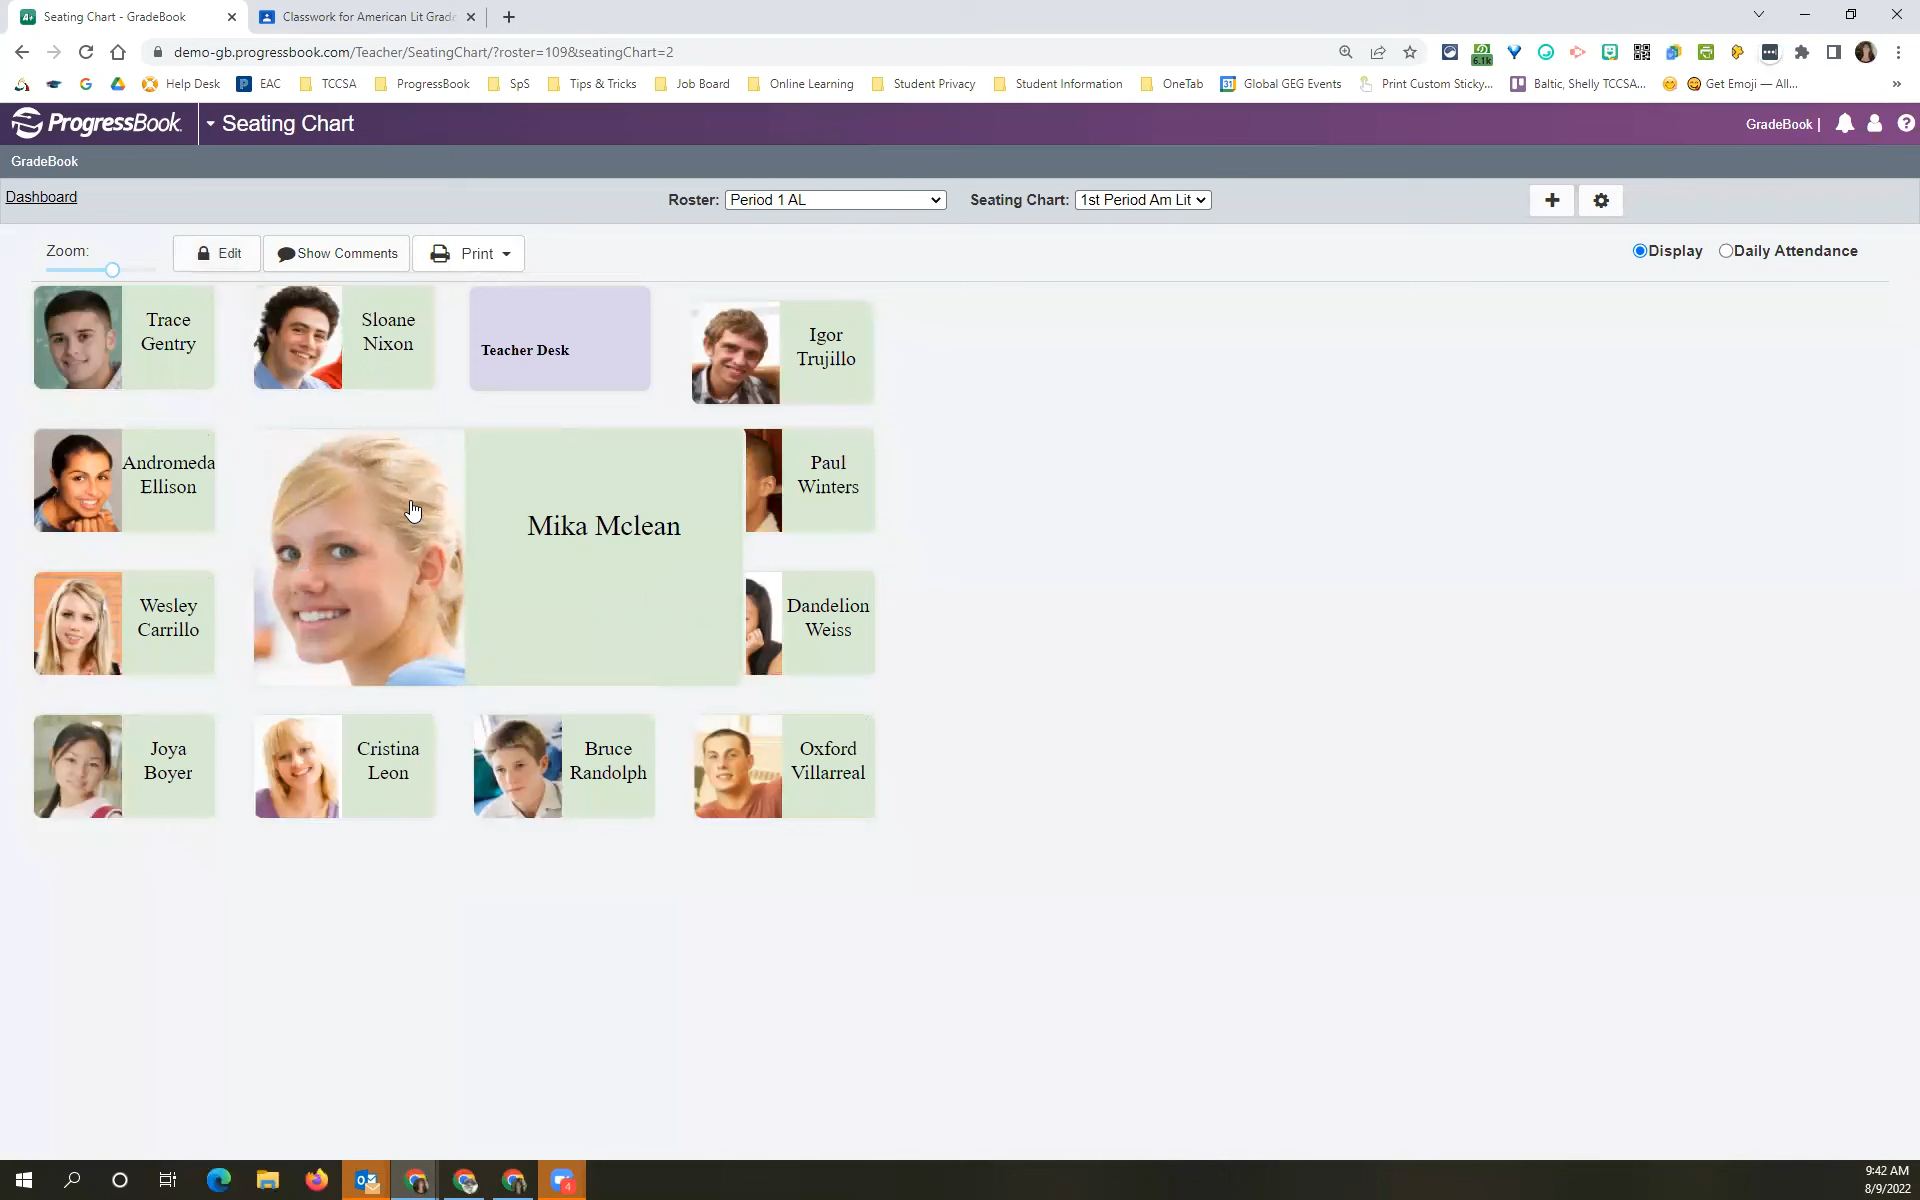 Seating Chart - GradeBook
Classwork for American Lit Grade
demo-gb.progressbook.com/Teacher/SeatingChart/?roster=109&seatingChart=2
6.1k
Help Desk
EAC
TCCSA
ProgressBook
SpS
Tips & Tricks
Job Board
Online Learning
Student Privacy
Student Information
OneTab
31 Global GEG Events
Print Custom Sticky...
Baltic, Shelly TCCSA...
Get Emoji — All...
ProgressBook
Seating Chart
GradeBook |
GradeBook
Dashboard
Roster: Period 1 AL
Seating Chart: 1st Period Am Lit
Zoom:
Edit
Show Comments
Print
Display
Daily Attendance
Trace
Gentry
Sloane
Nixon
Teacher Desk
Igor
Trujillo
Andromeda
Ellison
Mika Mclean
Paul
Winters
Wesley
Carrillo
Dandelion
Weiss
Joya
Boyer
Cristina
Leon
Bruce
Randolph
Oxford
Villarreal
4
9:42 AM
8/9/2022